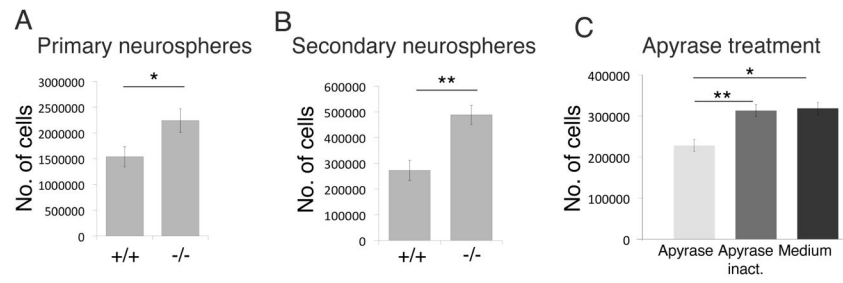 A
Primary neurospheres
No. of cells
3000000
2500000
2000000
1500000
1000000
500000
0
*
+/+ -/-
B
Secondary neurospheres
No. of cells
600000
500000
400000
300000
200000
100000
0
**
+/+ -/-
C
Apyrase treatment
No. of cells
400000
300000
200000
100000
0
*
**
Apyrase Apyrase Medium
inact.